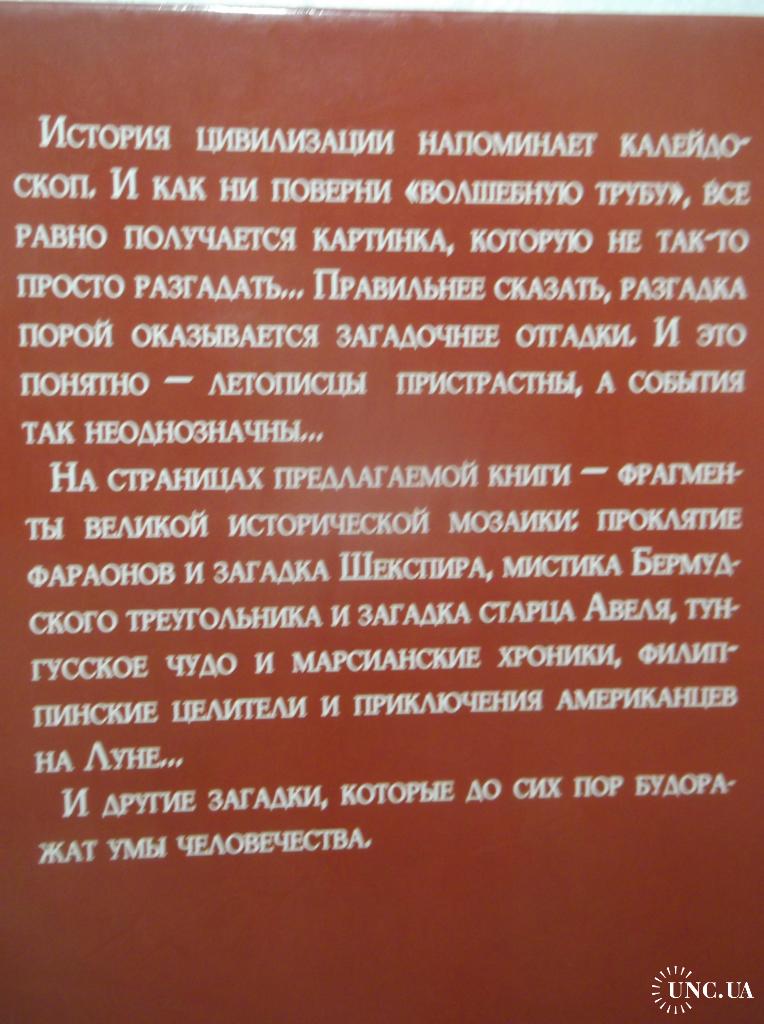 История цивилизации напоминает калейдо-
скоп. И как ни поверни «волшебную трубу», все
равно получается картинка, которую не так-то
просто разгадать... Правильнее сказать, разгадка
порой оказывается загадочнее отгадки. И это
понятно — летописцы пристрастны, а события
так неоднозначны...
На страницах предлагаемой книги — фрагмен-
ты великой исторической мозаики: проклятие
фараонов и загадка Шекспира, мистика Бермуд-
ского треугольника и загадка старца Авеля, тун-
гусское чудо и марсианские хроники, филип-
пинские целители и приключения американцев
на Луне...
И другие загадки, которые до сих пор будора-
жат умы человечества.
UNC.UA